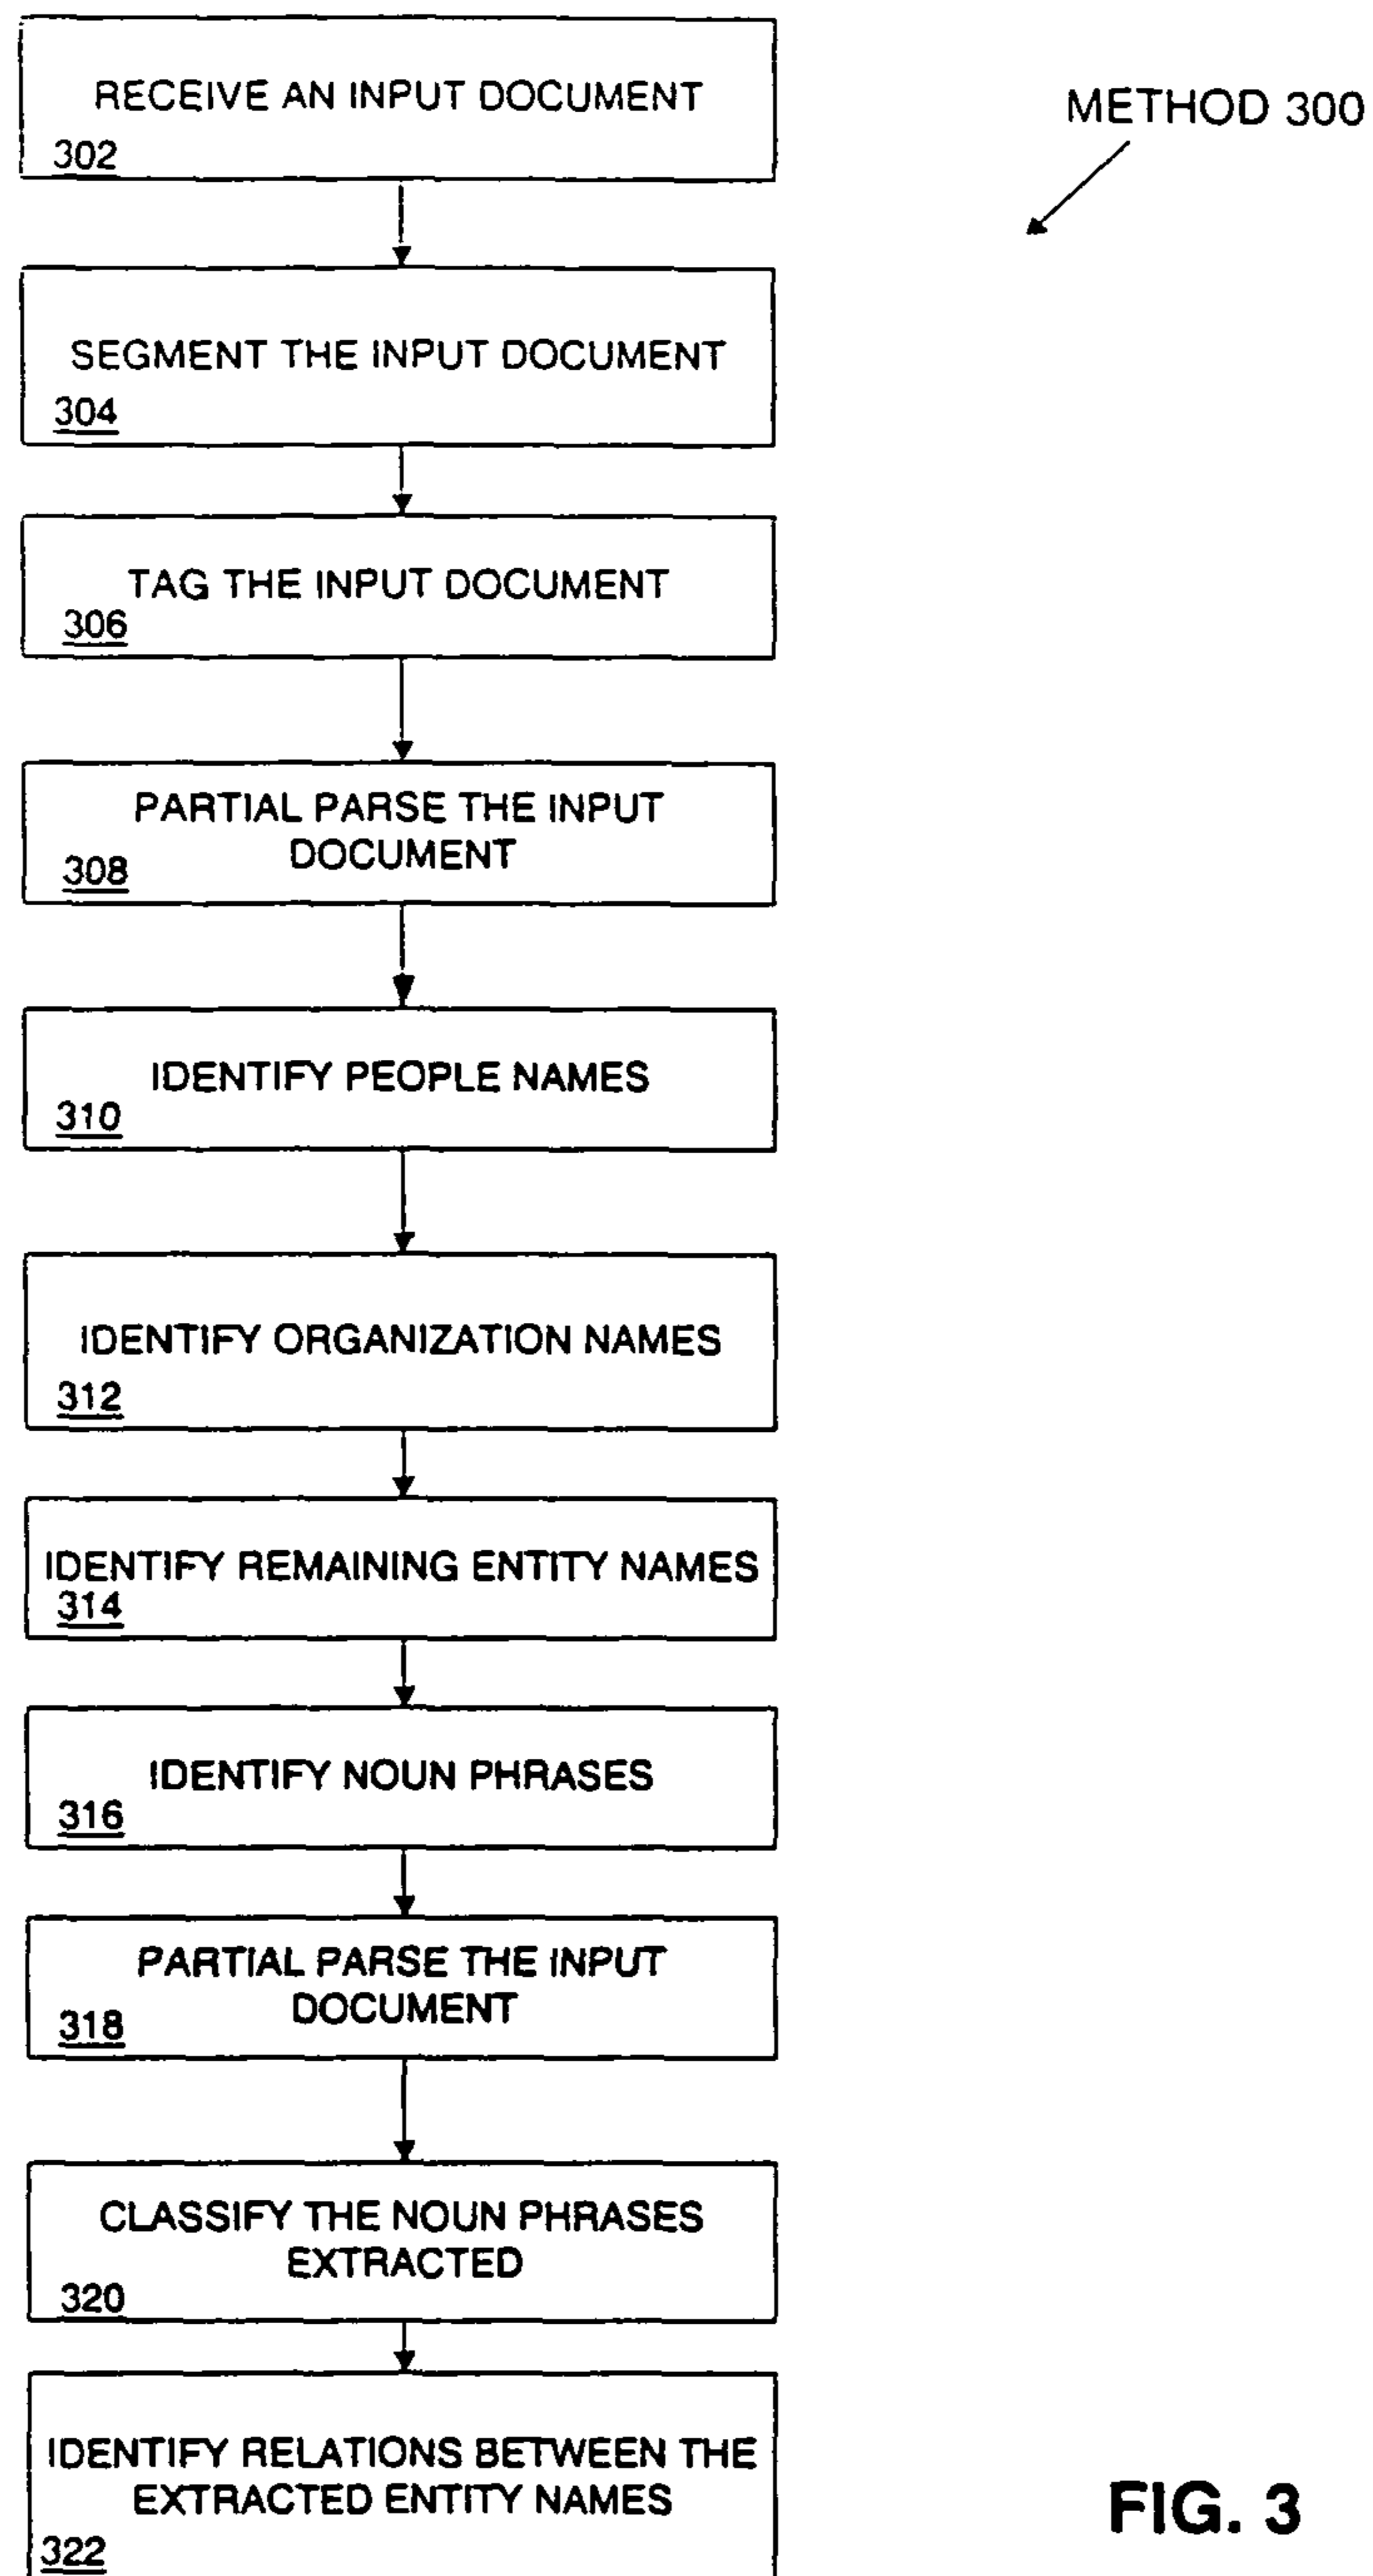 RECEIVE AN INPUT DOCUMENT
302
METHOD 300
SEGMENT THE INPUT DOCUMENT
304
TAG THE INPUT DOCUMENT
306
PARTIAL PARSE THE INPUT
DOCUMENT
308
IDENTIFY PEOPLE NAMES
310
IDENTIFY ORGANIZATION NAMES
312
IDENTIFY REMAINING ENTITY NAMES
314
IDENTIFY NOUN PHRASES
316
PARTIAL PARSE THE INPUT
DOCUMENT
318
CLASSIFY THE NOUN PHRASES
EXTRACTED
320
IDENTIFY RELATIONS BETWEEN THE
EXTRACTED ENTITY NAMES
322
FIG. 3